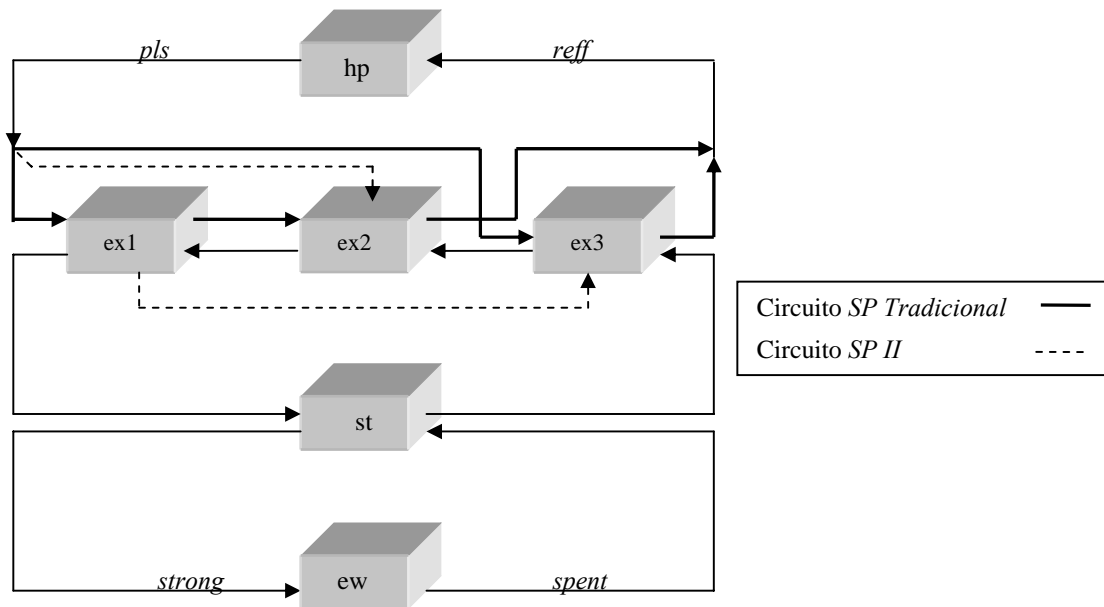 pls
reff
hp
ex1
ex2
ex3
Circuito SP Tradicional
Circuito SP II
st
strong
ew
spent